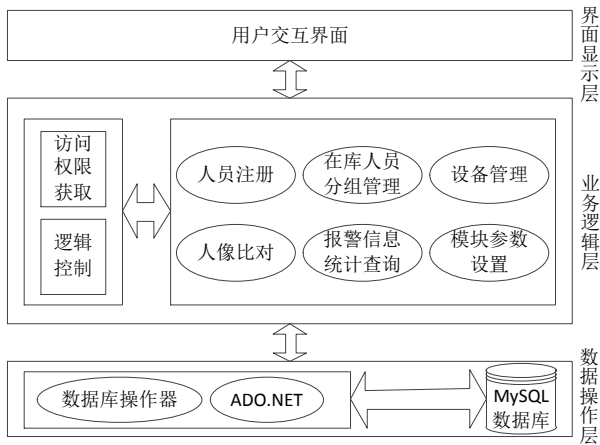 用户交互界面
界面显示层
访问
权限
获取
逻辑
控制
人员注册
在库人员
分组管理
设备管理
人像比对
报警信息
统计查询
模块参数
设置
业务逻辑层
数据库操作器
ADO.NET
MySQL
数据库
数据操作层